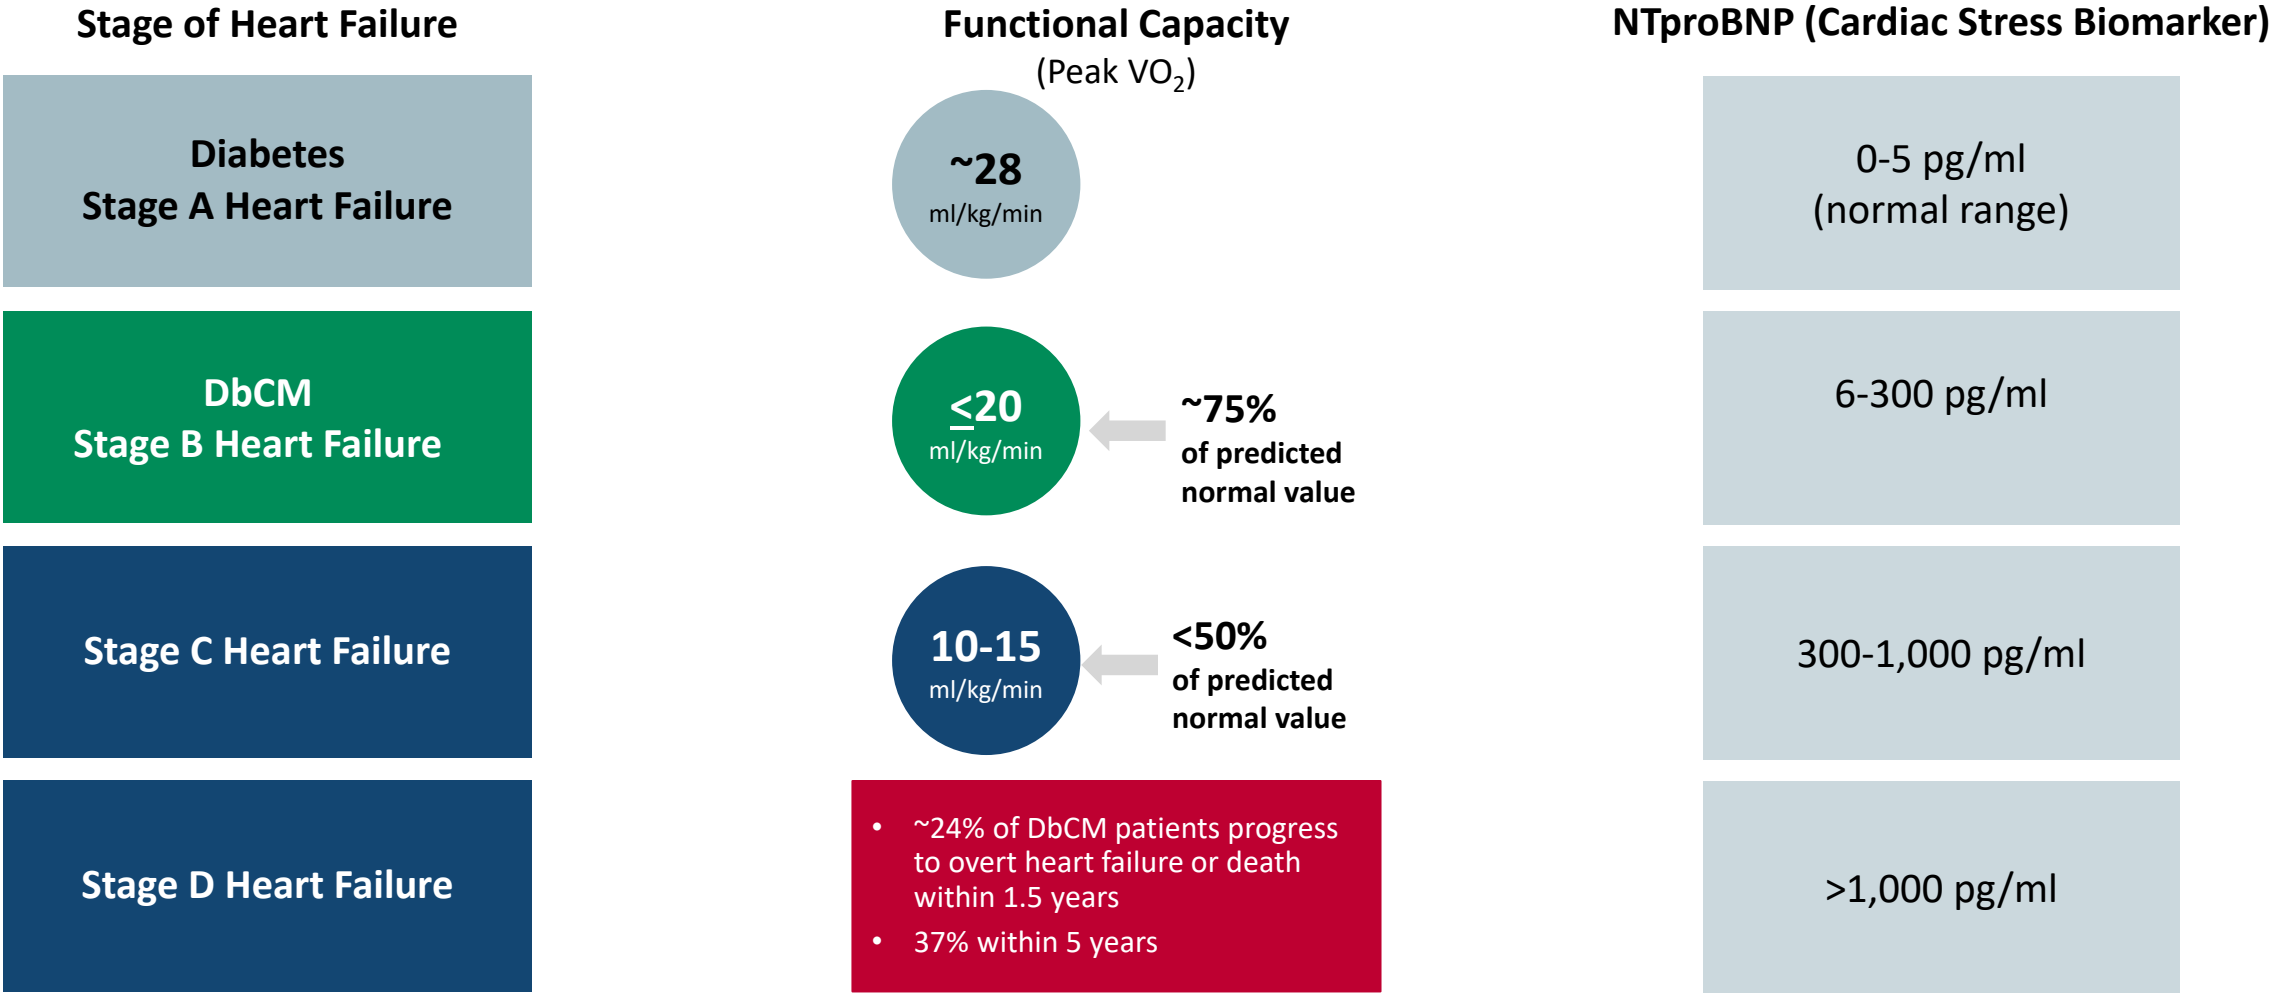 Stage of Heart Failure
Functional Capacity
(Peak VO₂)
NTproBNP (Cardiac Stress Biomarker)
Diabetes
Stage A Heart Failure
~28
ml/kg/min
0-5 pg/ml
(normal range)
DbCM
Stage B Heart Failure
≤20
ml/kg/min
~75%
of predicted
normal value
6-300 pg/ml
Stage C Heart Failure
10-15
ml/kg/min
<50%
of predicted
normal value
300-1,000 pg/ml
Stage D Heart Failure
• ~24% of DbCM patients progress
to overt heart failure or death
within 1.5 years
• 37% within 5 years
>1,000 pg/ml